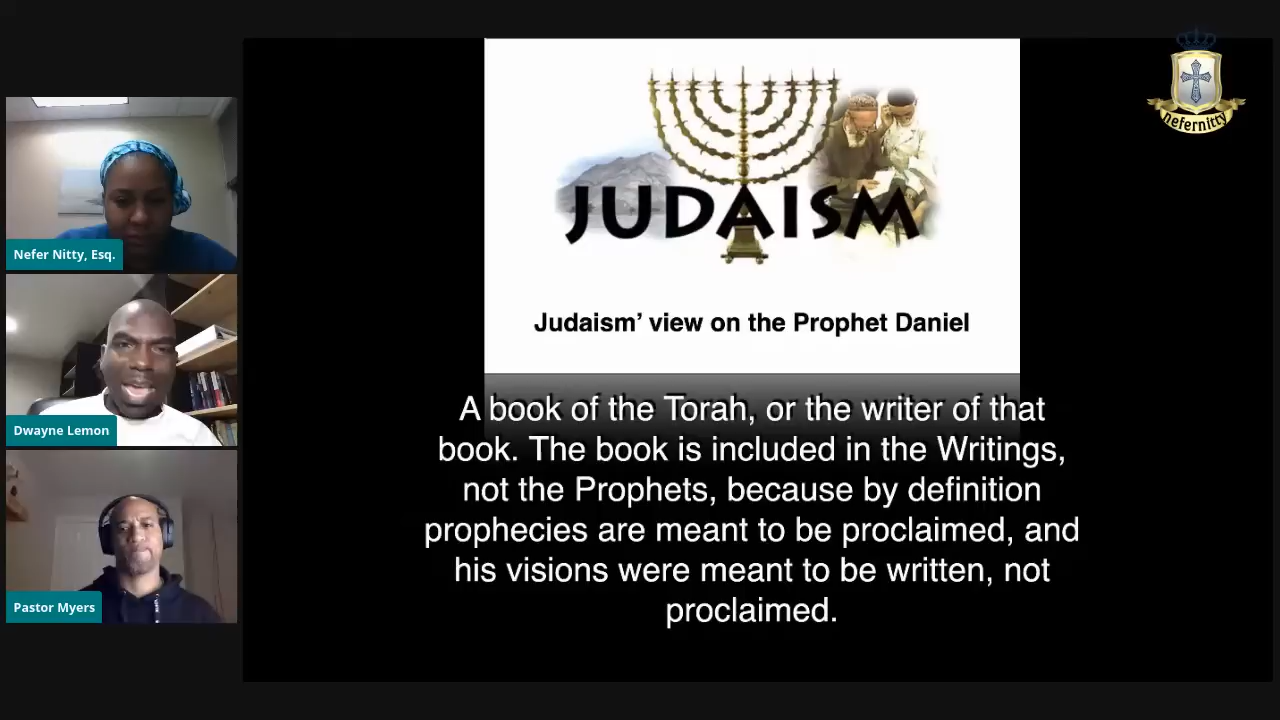 nefernitty
JUDAISM
Judaism' view on the Prophet Daniel
A book of the Torah, or the writer of that
book. The book is included in the Writings,
not the Prophets, because by definition
prophecies are meant to be proclaimed, and
his visions were meant to be written, not
proclaimed.
Nefer Nitty, Esq.
Dwayne Lemon
Pastor Myers